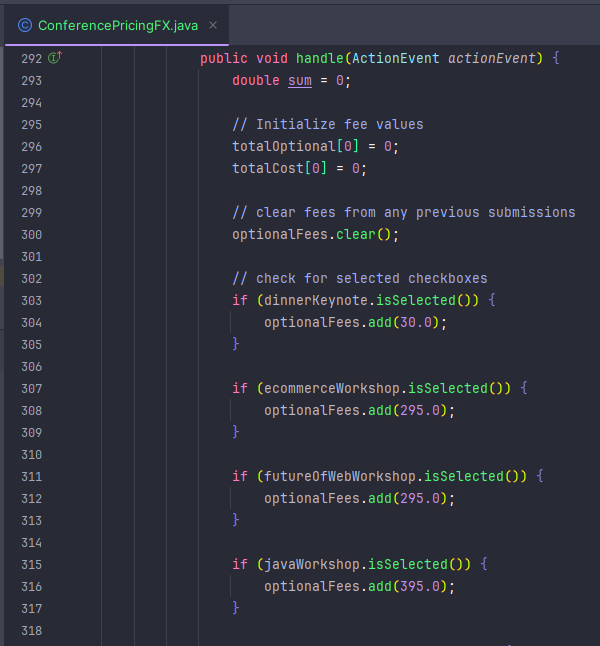 ConferencePricingFX.java ×
292 public void handle(ActionEvent actionEvent) {
293 double sum = 0;
294
295 // Initialize fee values
296 totalOptional[0] = 0;
297 totalCost[0] = 0;
298
299 // clear fees from any previous submissions
300 optionalFees.clear();
301
302 // check for selected checkboxes
303 if (dinnerKeynote.isSelected()) {
304 optionalFees.add(30.0);
305 }
306
307 if (ecommerceWorkshop.isSelected()) {
308 optionalFees.add(295.0);
309 }
310
311 if (futureOfWebWorkshop.isSelected()) {
312 optionalFees.add(295.0);
313 }
314
315 if (javaWorkshop.isSelected()) {
316 optionalFees.add(395.0);
317 }
318